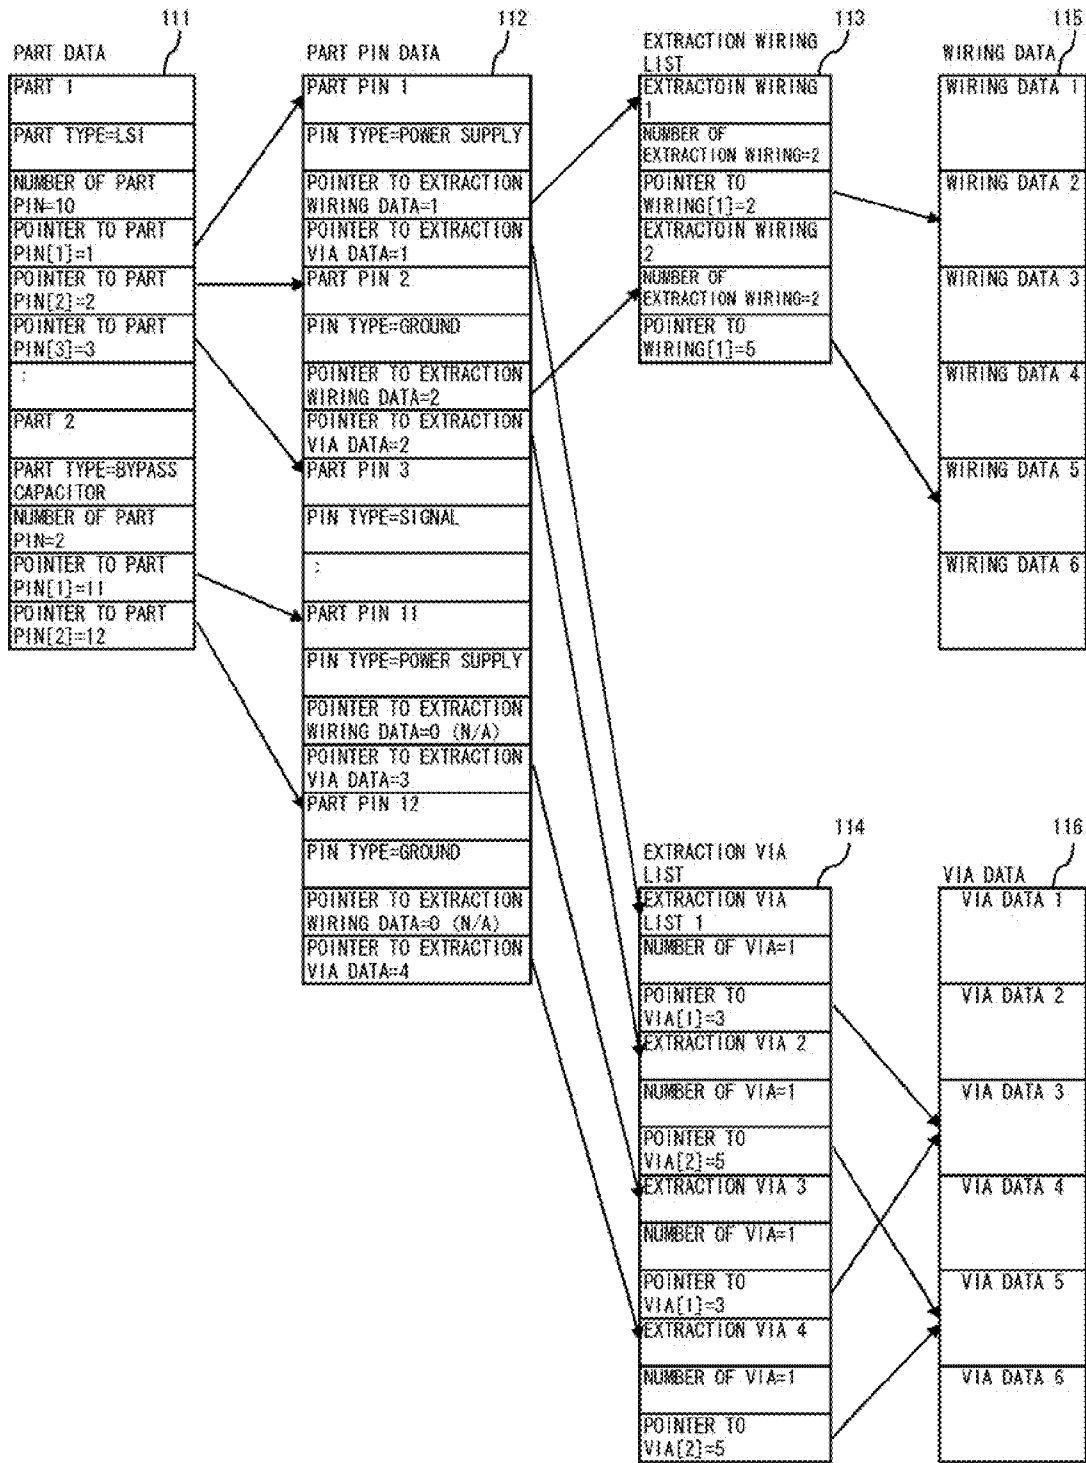 111
PART DATA
PART 1
PART TYPE=LSI
NUMBER OF PART
PIN=10
POINTER TO PART
PIN[1]=1
POINTER TO PART
PIN[2]=2
POINTER TO PART
PIN[3]=3
:
PART 2
PART TYPE=BYPASS
CAPACITOR
NUMBER OF PART
PIN=2
POINTER TO PART
PIN[1]=11
POINTER TO PART
PIN[2]=12
112
PART PIN DATA
PART PIN 1
PIN TYPE=POWER SUPPLY
POINTER TO EXTRACTION
WIRING DATA=1
POINTER TO EXTRACTION
VIA DATA=1
PART PIN 2
PIN TYPE=GROUND
POINTER TO EXTRACTION
WIRING DATA=2
POINTER TO EXTRACTION
VIA DATA=2
PART PIN 3
PIN TYPE=SIGNAL
:
PART PIN 11
PIN TYPE=POWER SUPPLY
POINTER TO EXTRACTION
WIRING DATA=0 (N/A)
POINTER TO EXTRACTION
VIA DATA=3
PART PIN 12
PIN TYPE=GROUND
POINTER TO EXTRACTION
WIRING DATA=0 (N/A)
POINTER TO EXTRACTION
VIA DATA=4
113
EXTRACTION WIRING
LIST
EXTRACTOIN WIRING
1
NUMBER OF
EXTRACTION WIRING=2
POINTER TO
WIRING[1]=2
EXTRACTOIN WIRING
2
NUMBER OF
EXTRACTION WIRING=2
POINTER TO
WIRING[1]=5
115
WIRING DATA
WIRING DATA 1
WIRING DATA 2
WIRING DATA 3
WIRING DATA 4
WIRING DATA 5
WIRING DATA 6
114
EXTRACTION VIA
LIST
EXTRACTION VIA
LIST 1
NUMBER OF VIA=1
POINTER TO
VIA[1]=3
EXTRACTION VIA 2
NUMBER OF VIA=1
POINTER TO
VIA[2]=5
EXTRACTION VIA 3
NUMBER OF VIA=1
POINTER TO
VIA[1]=3
EXTRACTION VIA 4
NUMBER OF VIA=1
POINTER TO
VIA[2]=5
116
VIA DATA
VIA DATA 1
VIA DATA 2
VIA DATA 3
VIA DATA 4
VIA DATA 5
VIA DATA 6